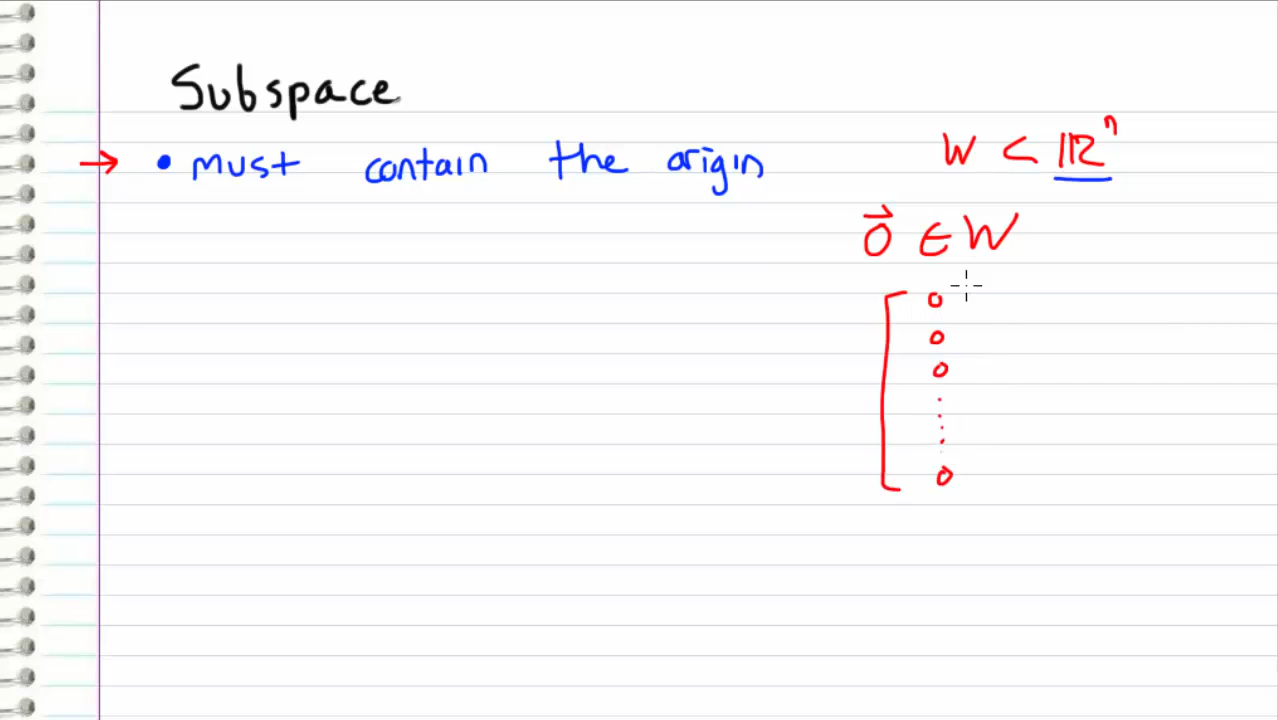 Subspace
• must contain the origin
W < ℝⁿ
0⃗ ∈ W
[ 0
0
0
.
.
.
.
0